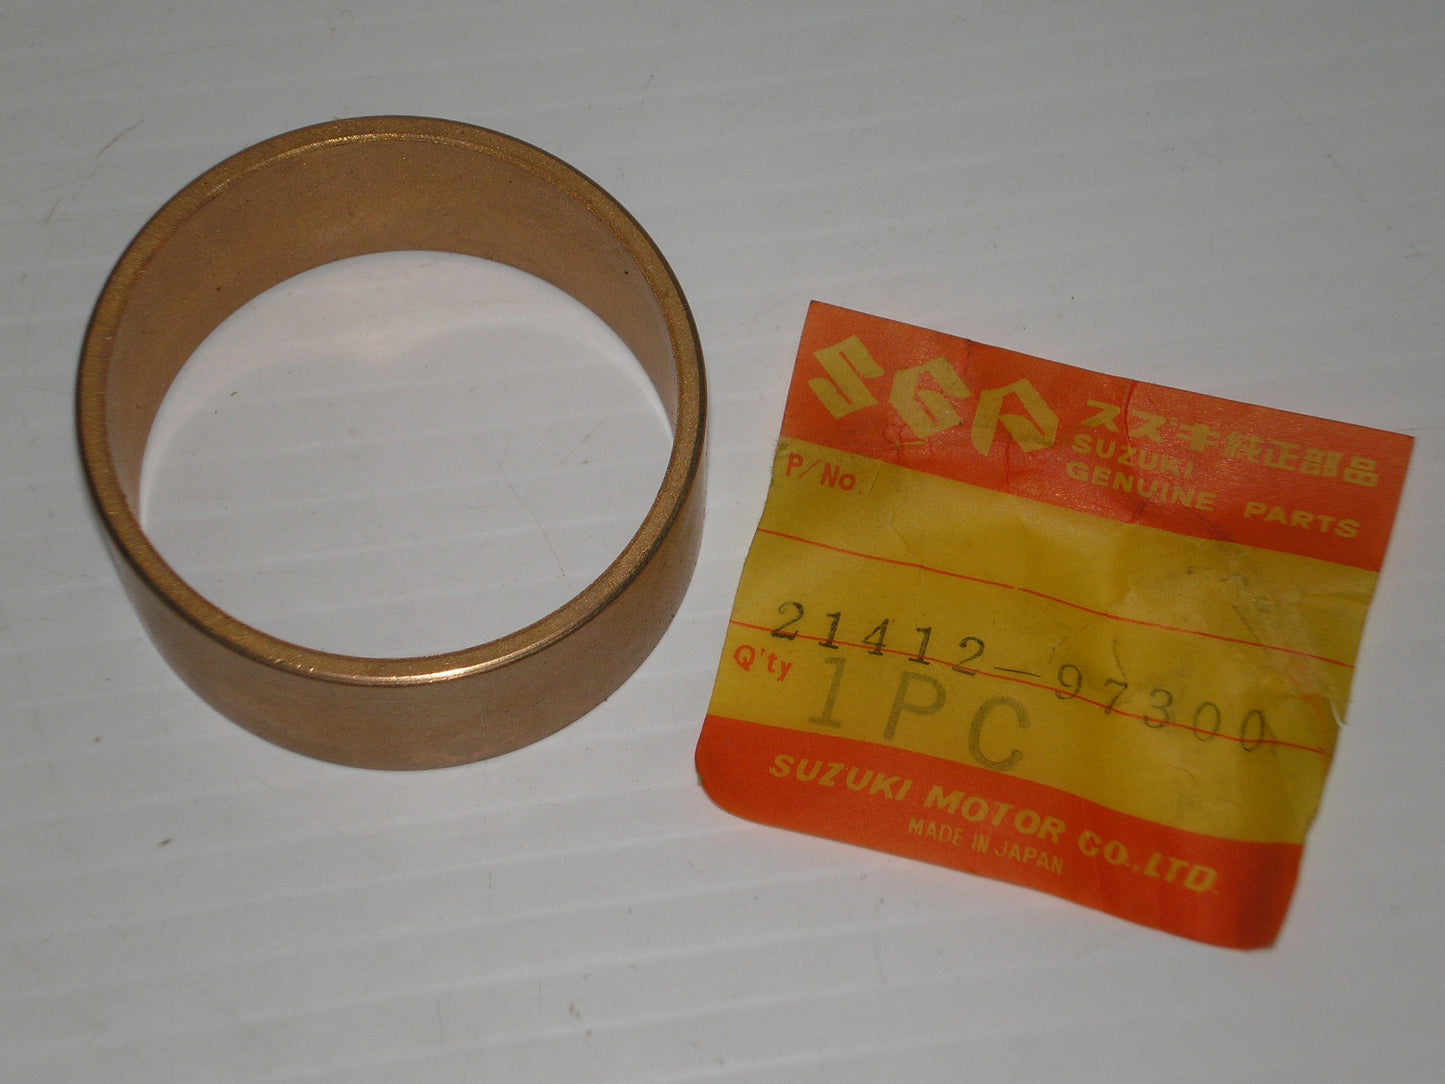 SGP
スズキ純正部品
SUZUKI
GENUINE PARTS
P/No.
21412-97300
Q'ty
1PC
SUZUKI MOTOR CO.,LTD.
MADE IN JAPAN